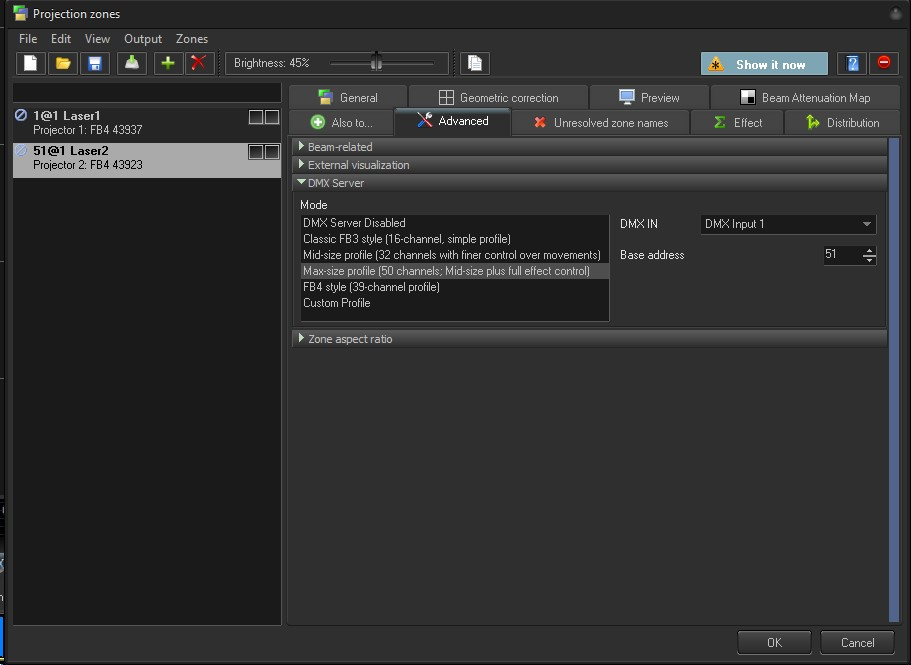 Projection zones
File Edit View Output Zones
Brightness: 45% Show it now
General Geometric correction Preview Beam Attenuation Map
Also to... Advanced Unresolved zone names Effect Distribution
1@1 Laser1
Projector 1: FB4 43937
51@1 Laser2
Projector 2: FB4 43923
Beam-related
External visualization
DMX Server
Mode
DMX Server Disabled
Classic FB3 style (16-channel, simple profile)
Mid-size profile (32 channels with finer control over movements)
Max-size profile (50 channels; Mid-size plus full effect control)
FB4 style (39-channel profile)
Custom Profile
DMX IN DMX Input 1
Base address 51
Zone aspect ratio
OK Cancel